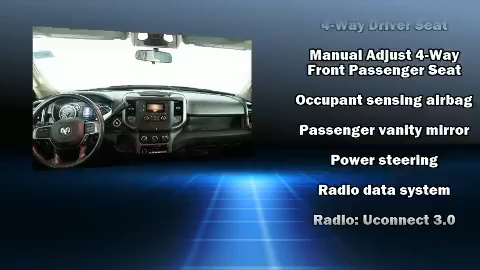 4-Way Driver Seat
Manual Adjust 4-Way
Front Passenger Seat
Occupant sensing airbag
Passenger vanity mirror
Power steering
Radio data system
Radio: Uconnect 3.0